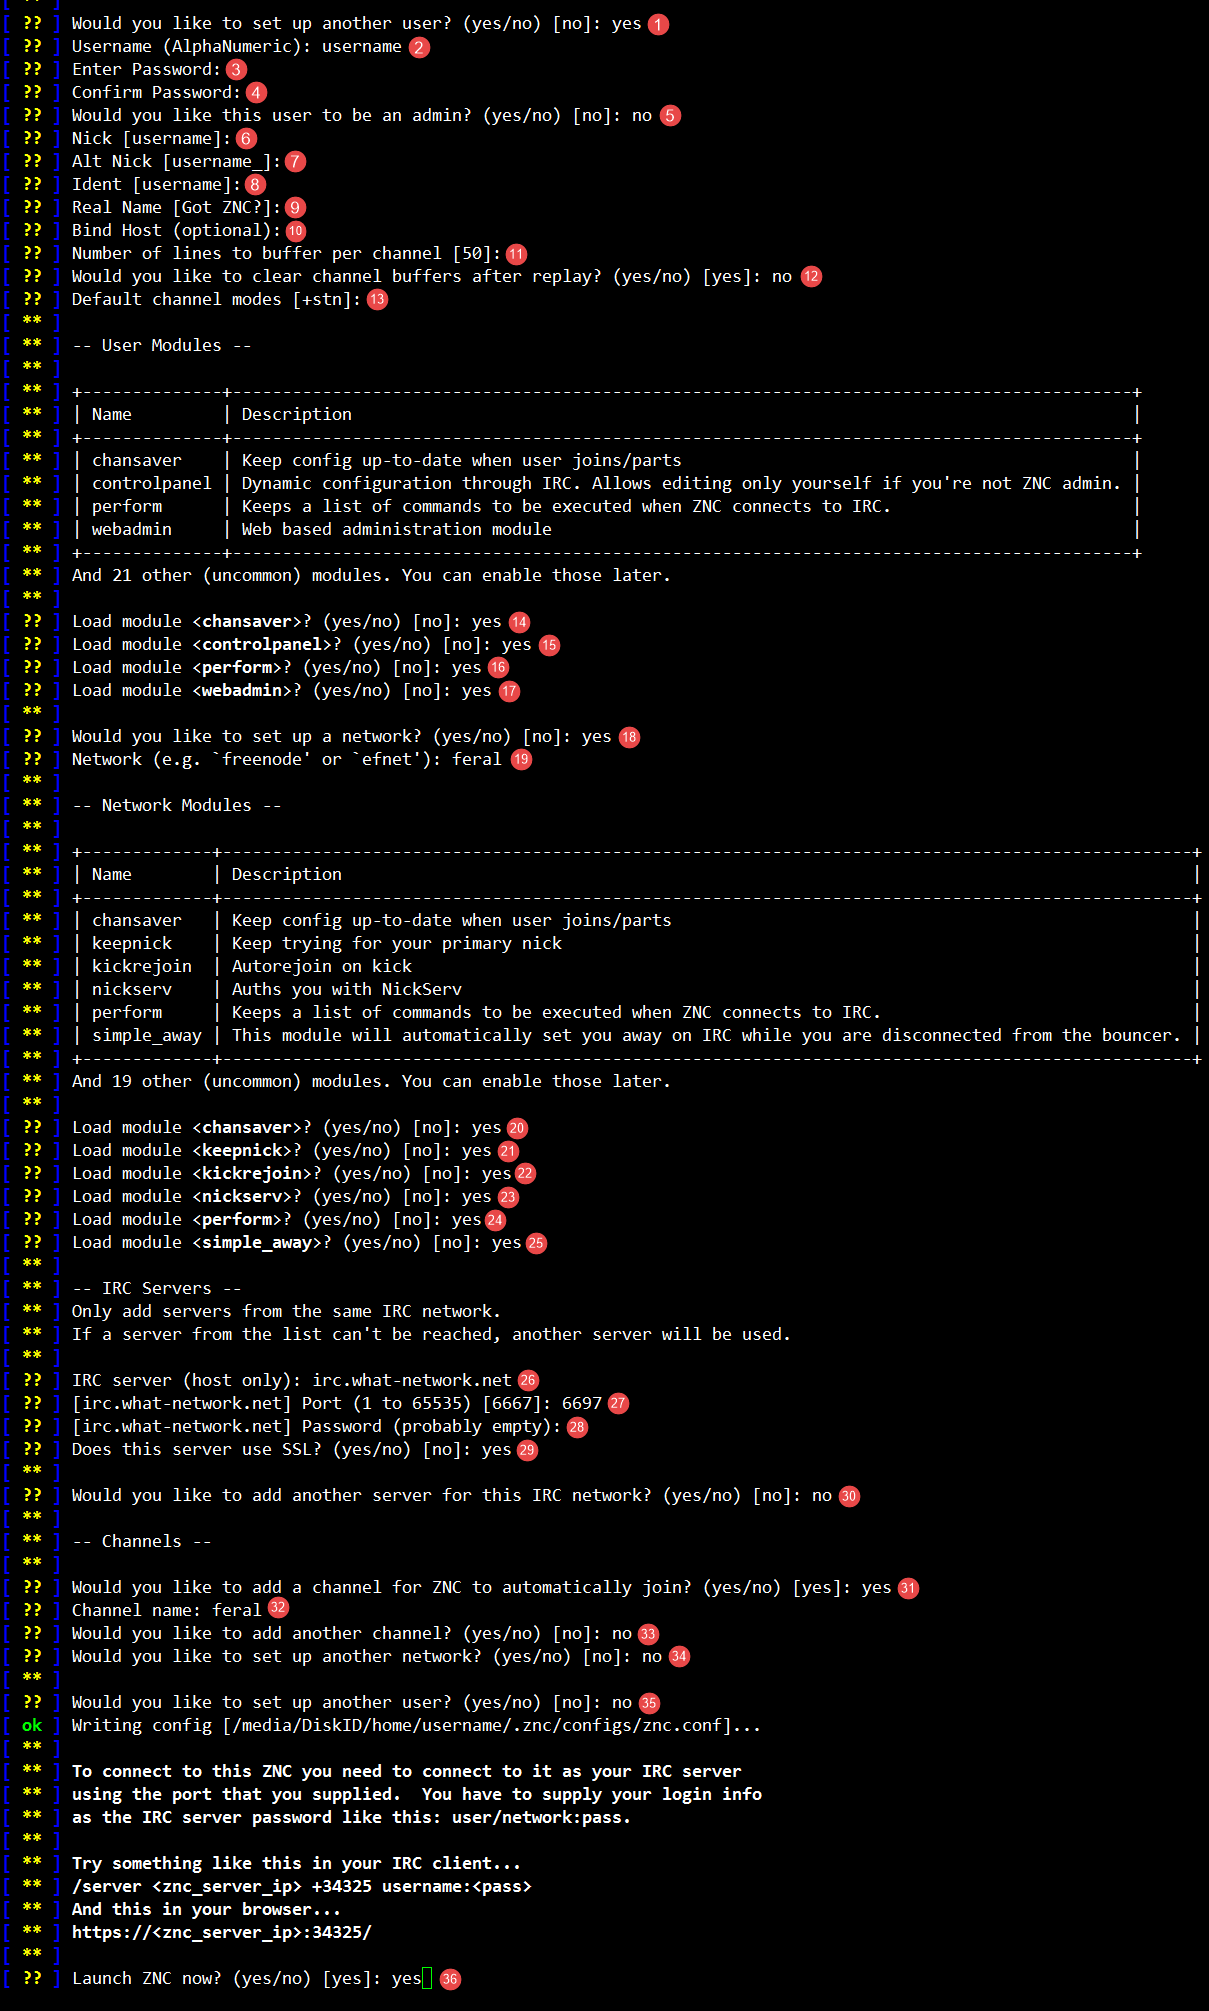 [ ?? ] Would you like to set up another user? (yes/no) [no]: yes 1
[ ?? ] Username (AlphaNumeric): username 2
[ ?? ] Enter Password: 3
[ ?? ] Confirm Password: 4
[ ?? ] Would you like this user to be an admin? (yes/no) [no]: no 5
[ ?? ] Nick [username]: 6
[ ?? ] Alt Nick [username_]: 7
[ ?? ] Ident [username]: 8
[ ?? ] Real Name [Got ZNC?]: 9
[ ?? ] Bind Host (optional): 10
[ ?? ] Number of lines to buffer per channel [50]: 11
[ ?? ] Would you like to clear channel buffers after replay? (yes/no) [yes]: no 12
[ ?? ] Default channel modes [+stn]: 13
[ ** ]
[ ** ] -- User Modules --
[ ** ]
[ ** ] +--------------+------------------------------------------------------------------------------------------+
[ ** ] | Name         | Description                                                                              |
[ ** ] +--------------+------------------------------------------------------------------------------------------+
[ ** ] | chansaver    | Keep config up-to-date when user joins/parts                                             |
[ ** ] | controlpanel | Dynamic configuration through IRC. Allows editing only yourself if you're not ZNC admin. |
[ ** ] | perform      | Keeps a list of commands to be executed when ZNC connects to IRC.                        |
[ ** ] | webadmin     | Web based administration module                                                          |
[ ** ] +--------------+------------------------------------------------------------------------------------------+
[ ** ] And 21 other (uncommon) modules. You can enable those later.
[ ** ]
[ ?? ] Load module <chansaver>? (yes/no) [no]: yes 14
[ ?? ] Load module <controlpanel>? (yes/no) [no]: yes 15
[ ?? ] Load module <perform>? (yes/no) [no]: yes 16
[ ?? ] Load module <webadmin>? (yes/no) [no]: yes 17
[ ** ]
[ ?? ] Would you like to set up a network? (yes/no) [no]: yes 18
[ ?? ] Network (e.g. `freenode' or `efnet'): feral 19
[ ** ]
[ ** ] -- Network Modules --
[ ** ]
[ ** ] +-------------+-------------------------------------------------------------------------------------------------+
[ ** ] | Name        | Description                                                                                     |
[ ** ] +-------------+-------------------------------------------------------------------------------------------------+
[ ** ] | chansaver   | Keep config up-to-date when user joins/parts                                                    |
[ ** ] | keepnick    | Keep trying for your primary nick                                                               |
[ ** ] | kickrejoin  | Autorejoin on kick                                                                              |
[ ** ] | nickserv    | Auths you with NickServ                                                                         |
[ ** ] | perform     | Keeps a list of commands to be executed when ZNC connects to IRC.                               |
[ ** ] | simple_away | This module will automatically set you away on IRC while you are disconnected from the bouncer. |
[ ** ] +-------------+-------------------------------------------------------------------------------------------------+
[ ** ] And 19 other (uncommon) modules. You can enable those later.
[ ** ]
[ ?? ] Load module <chansaver>? (yes/no) [no]: yes 20
[ ?? ] Load module <keepnick>? (yes/no) [no]: yes 21
[ ?? ] Load module <kickrejoin>? (yes/no) [no]: yes 22
[ ?? ] Load module <nickserv>? (yes/no) [no]: yes 23
[ ?? ] Load module <perform>? (yes/no) [no]: yes 24
[ ?? ] Load module <simple_away>? (yes/no) [no]: yes 25
[ ** ]
[ ** ] -- IRC Servers --
[ ** ] Only add servers from the same IRC network.
[ ** ] If a server from the list can't be reached, another server will be used.
[ ** ]
[ ?? ] IRC server (host only): irc.what-network.net 26
[ ?? ] [irc.what-network.net] Port (1 to 65535) [6667]: 6697 27
[ ?? ] [irc.what-network.net] Password (probably empty): 28
[ ?? ] Does this server use SSL? (yes/no) [no]: yes 29
[ ** ]
[ ?? ] Would you like to add another server for this IRC network? (yes/no) [no]: no 30
[ ** ]
[ ** ] -- Channels --
[ ** ]
[ ?? ] Would you like to add a channel for ZNC to automatically join? (yes/no) [yes]: yes 31
[ ?? ] Channel name: feral 32
[ ?? ] Would you like to add another channel? (yes/no) [no]: no 33
[ ?? ] Would you like to set up another network? (yes/no) [no]: no 34
[ ** ]
[ ?? ] Would you like to set up another user? (yes/no) [no]: no 35
[ ok ] Writing config [/media/DiskID/home/username/.znc/configs/znc.conf]...
[ ** ]
[ ** ] To connect to this ZNC you need to connect to it as your IRC server
[ ** ] using the port that you supplied.  You have to supply your login info
[ ** ] as the IRC server password like this: user/network:pass.
[ ** ]
[ ** ] Try something like this in your IRC client...
[ ** ] /server <znc_server_ip> +34325 username:<pass>
[ ** ] And this in your browser...
[ ** ] https://<znc_server_ip>:34325/
[ ** ]
[ ?? ] Launch ZNC now? (yes/no) [yes]: yes 36